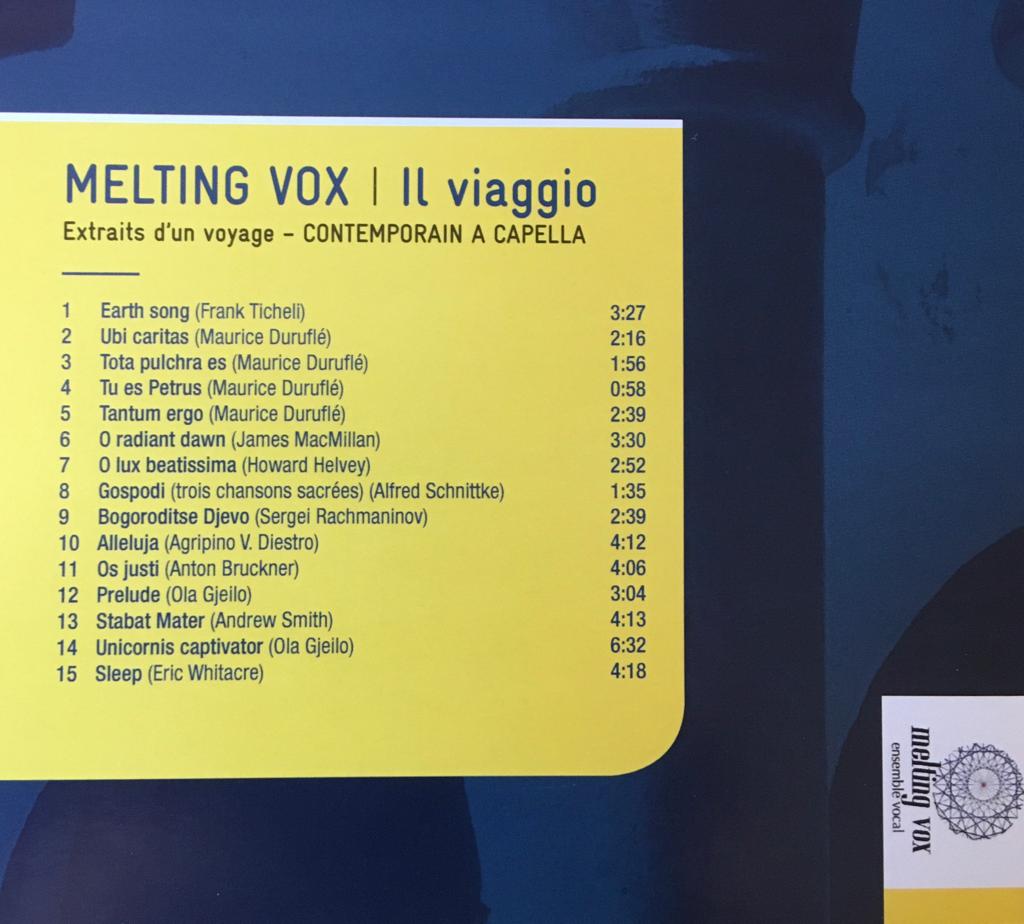 MELTING VOX | Il viaggio
Extraits d'un voyage – CONTEMPORAIN A CAPELLA
1 Earth song (Frank Ticheli) 3:27
2 Ubi caritas (Maurice Duruflé) 2:16
3 Tota pulchra es (Maurice Duruflé) 1:56
4 Tu es Petrus (Maurice Duruflé) 0:58
5 Tantum ergo (Maurice Duruflé) 2:39
6 O radiant dawn (James MacMillan) 3:30
7 O lux beatissima (Howard Helvey) 2:52
8 Gospodi (trois chansons sacrées) (Alfred Schnittke) 1:35
9 Bogoroditse Djevo (Sergei Rachmaninov) 2:39
10 Alleluja (Agripino V. Diestro) 4:12
11 Os justi (Anton Bruckner) 4:06
12 Prelude (Ola Gjeilo) 3:04
13 Stabat Mater (Andrew Smith) 4:13
14 Unicornis captivator (Ola Gjeilo) 6:32
15 Sleep (Eric Whitacre) 4:18
melting vox
ensemble vocal